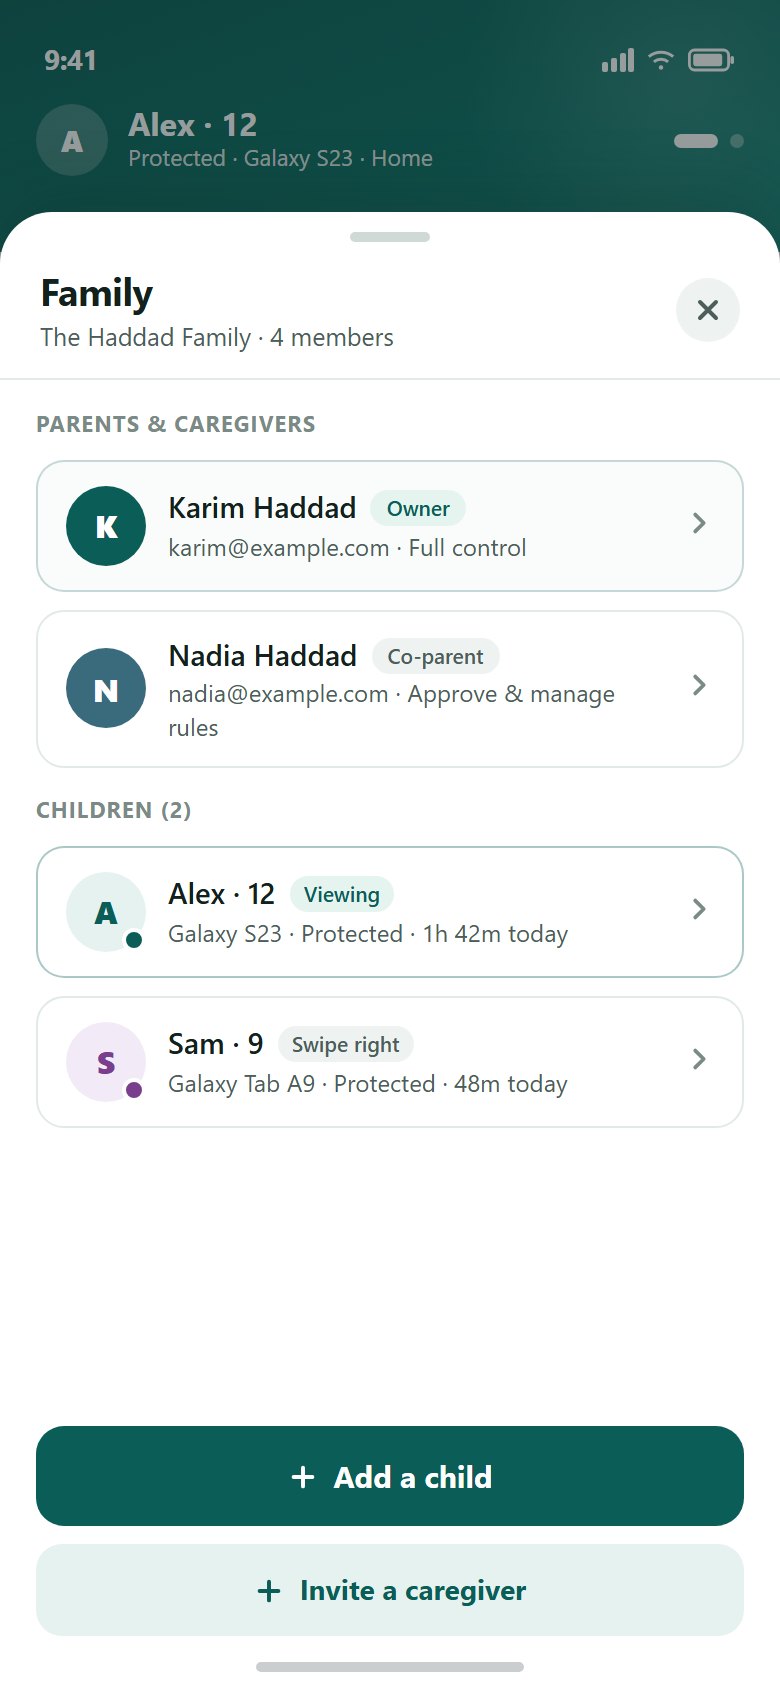 9:41
A
Alex · 12
Protected · Galaxy S23 · Home
Family
The Haddad Family · 4 members
PARENTS & CAREGIVERS
K
Karim Haddad
Owner
karim@example.com · Full control
N
Nadia Haddad
Co-parent
nadia@example.com · Approve & manage
rules
CHILDREN (2)
A
Alex · 12
Viewing
Galaxy S23 · Protected · 1h 42m today
S
Sam · 9
Swipe right
Galaxy Tab A9 · Protected · 48m today
+ Add a child
+ Invite a caregiver